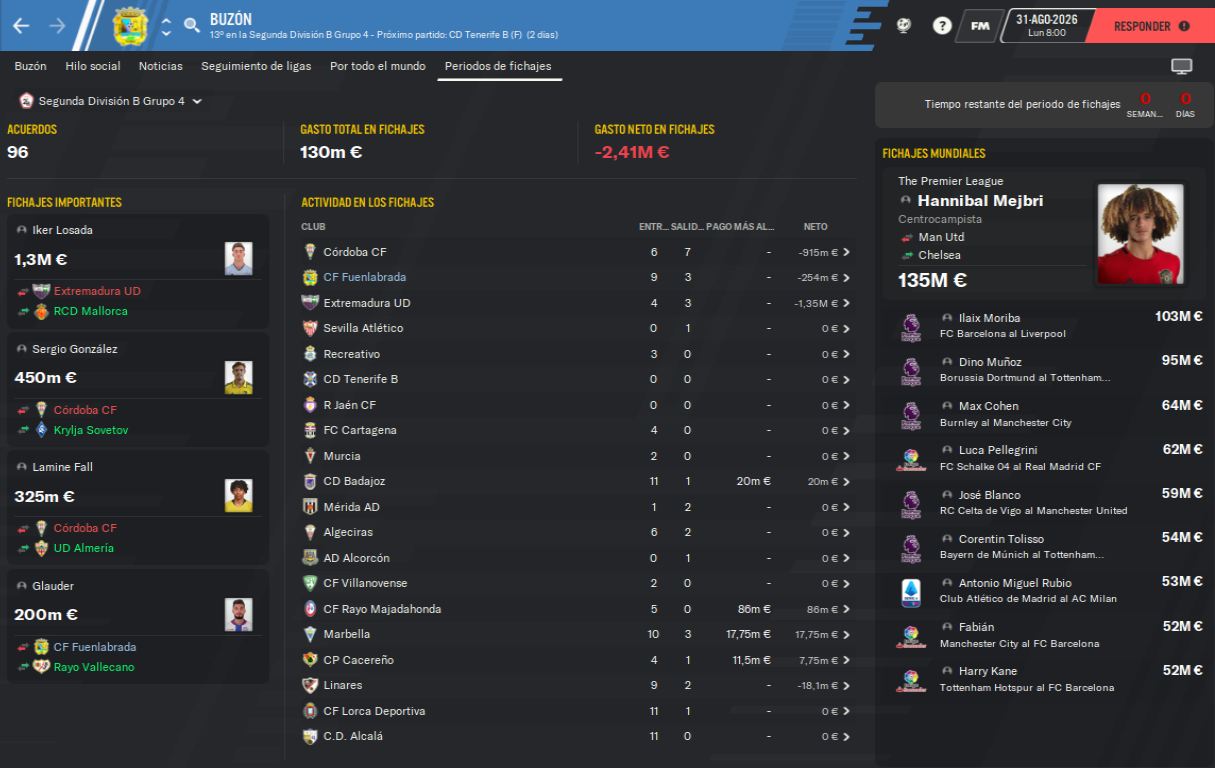 BUZÓN
13º en la Segunda División B Grupo 4 - Próximo partido: CD Tenerife B (F) (2 días)
?
FM
31-AGO-2026
Lun 8:00
RESPONDER
Buzón Hilo social Noticias Seguimiento de ligas Por todo el mundo Periodos de fichajes
Segunda División B Grupo 4
Tiempo restante del periodo de fichajes
0 0
SEMAN... DÍAS
ACUERDOS
96
GASTO TOTAL EN FICHAJES
130m €
GASTO NETO EN FICHAJES
-2,41M €
FICHAJES IMPORTANTES
Iker Losada
1,3M €
Extremadura UD
RCD Mallorca
Sergio González
450m €
Córdoba CF
Krylja Sovetov
Lamine Fall
325m €
Córdoba CF
UD Almería
Glauder
200m €
CF Fuenlabrada
Rayo Vallecano
ACTIVIDAD EN LOS FICHAJES
CLUB ENTR... SALID... PAGO MÁS AL... NETO
Córdoba CF 6 7 - -915m €
CF Fuenlabrada 9 3 - -254m €
Extremadura UD 4 3 - -1,35M €
Sevilla Atlético 0 1 - 0 €
Recreativo 3 0 - 0 €
CD Tenerife B 0 0 - 0 €
R Jaén CF 0 0 - 0 €
FC Cartagena 4 0 - 0 €
Murcia 2 0 - 0 €
CD Badajoz 11 1 20m € 20m €
Mérida AD 1 2 - 0 €
Algeciras 6 2 - 0 €
AD Alcorcón 0 1 - 0 €
CF Villanovense 2 0 - 0 €
CF Rayo Majadahonda 5 0 86m € 86m €
Marbella 10 3 17,75m € 17,75m €
CP Cacereño 4 1 11,5m € 7,75m €
Linares 9 2 - -18,1m €
CF Lorca Deportiva 11 1 - 0 €
C.D. Alcalá 11 0 - 0 €
FICHAJES MUNDIALES
The Premier League
Hannibal Mejbri
Centrocampista
Man Utd
Chelsea
135M €
Ilaix Moriba 103M €
FC Barcelona al Liverpool
Dino Muñoz 95M €
Borussia Dortmund al Tottenham...
Max Cohen 64M €
Burnley al Manchester City
Luca Pellegrini 62M €
FC Schalke 04 al Real Madrid CF
José Blanco 59M €
RC Celta de Vigo al Manchester United
Corentin Tolisso 54M €
Bayern de Múnich al Tottenham...
Antonio Miguel Rubio 53M €
Club Atlético de Madrid al AC Milan
Fabián 52M €
Manchester City al FC Barcelona
Harry Kane 52M €
Tottenham Hotspur al FC Barcelona